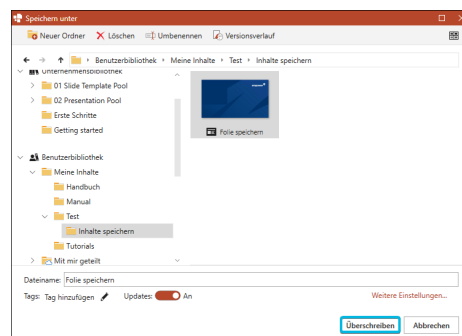 Speichern unter
Neuer Ordner Löschen Umbenennen Versionsverlauf
Benutzerbibliothek Meine Inhalte Test Inhalte speichern
Unternehmensbibliothek
01 Slide Template Pool
02 Presentation Pool
Erste Schritte
Getting started
Benutzerbibliothek
Meine Inhalte
Handbuch
Manual
Test
Inhalte speichern
Tutorials
Mit mir geteilt
Folie speichern
Dateiname: Folie speichern
Tags: Tag hinzufügen Updates: An Weitere Einstellungen...
Überschreiben Abbrechen